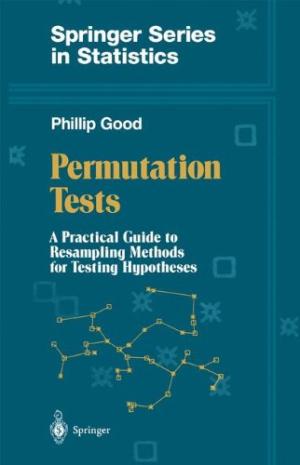 Springer Series
in Statistics
Phillip Good
Permutation
Tests
A Practical Guide to
Resampling Methods
for Testing Hypotheses
Springer